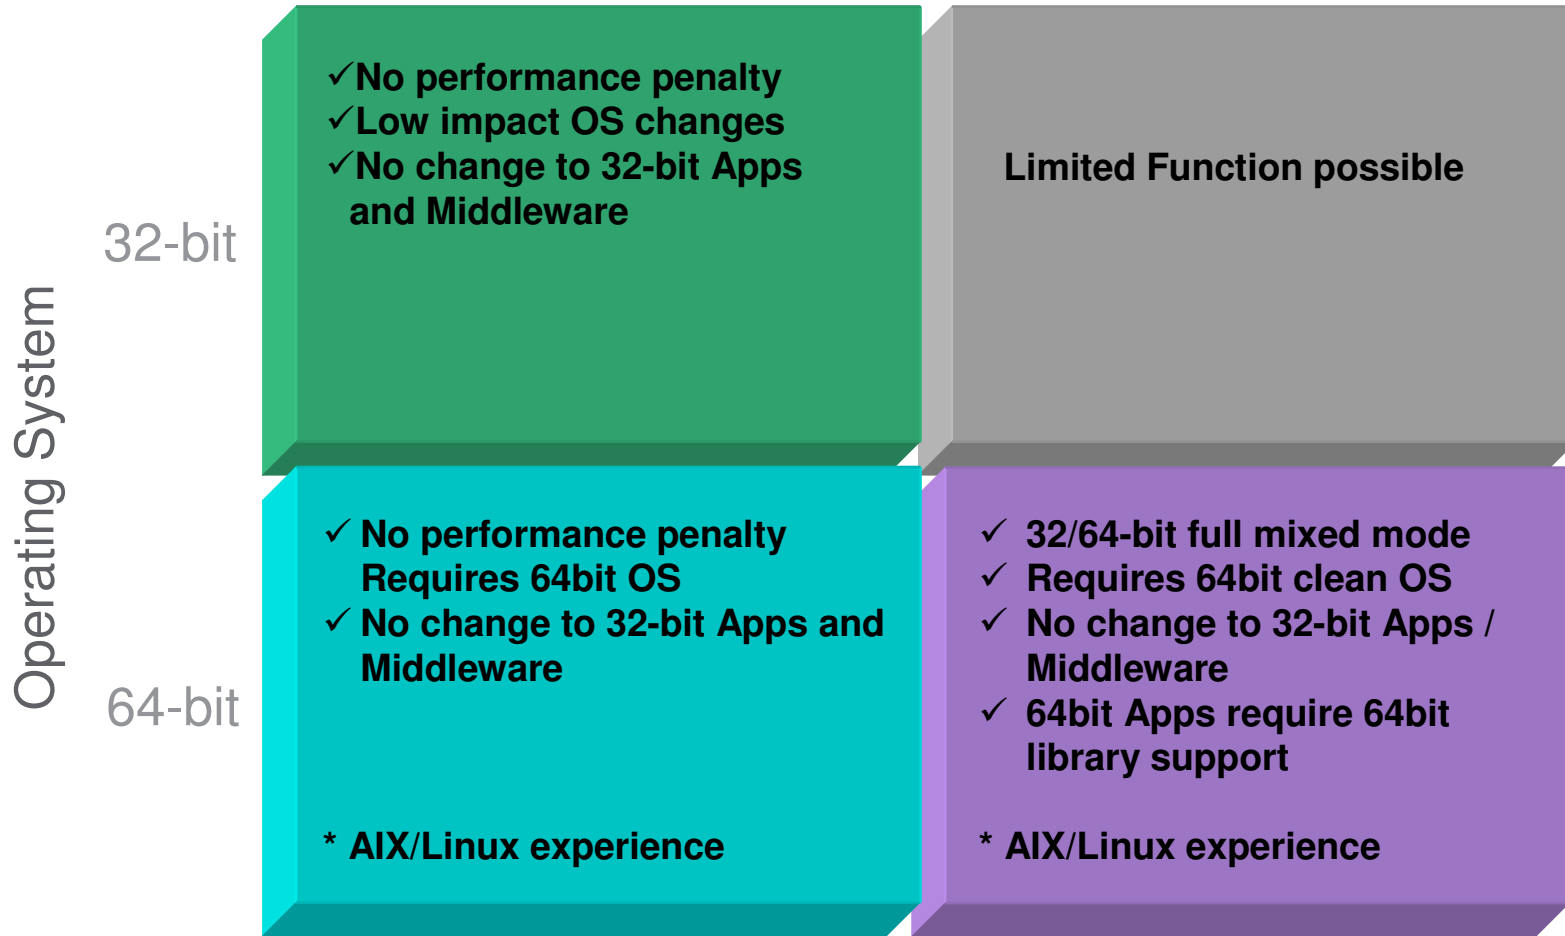 Operating System
32-bit
✓No performance penalty
✓Low impact OS changes
✓No change to 32-bit Apps
and Middleware
Limited Function possible
64-bit
✓ No performance penalty
Requires 64bit OS
✓ No change to 32-bit Apps and
Middleware
* AIX/Linux experience
✓ 32/64-bit full mixed mode
✓ Requires 64bit clean OS
✓ No change to 32-bit Apps /
Middleware
✓ 64bit Apps require 64bit
library support
* AIX/Linux experience